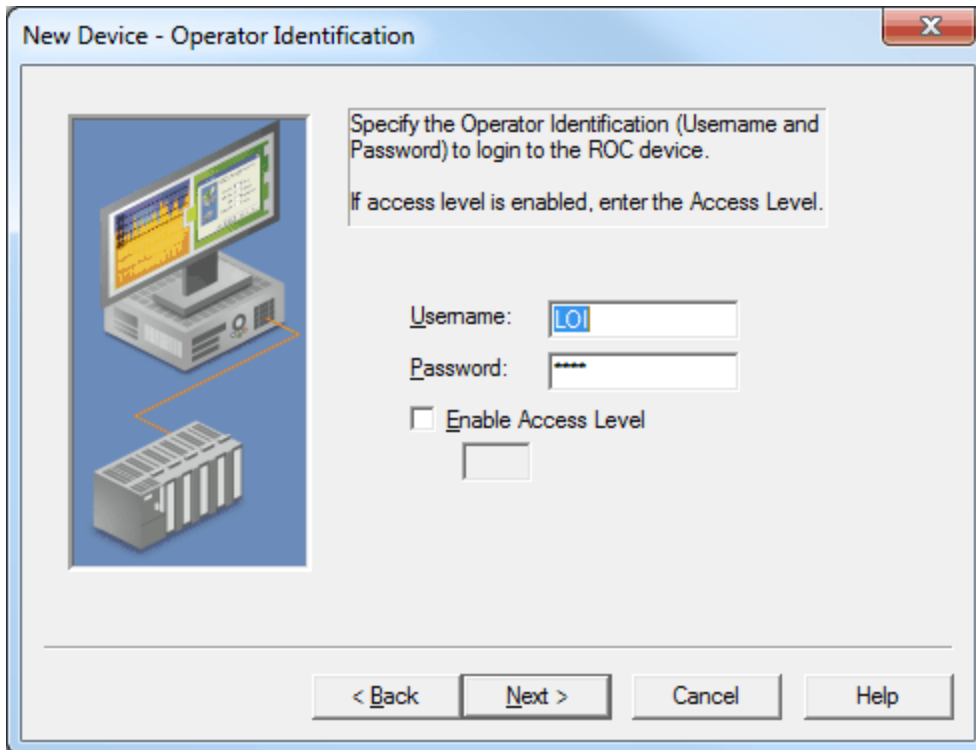 New Device - Operator Identification
X
Specify the Operator Identification (Username and
Password) to login to the ROC device.
If access level is enabled, enter the Access Level.
Username:
LOI
Password:
****
Enable Access Level
< Back
Next >
Cancel
Help